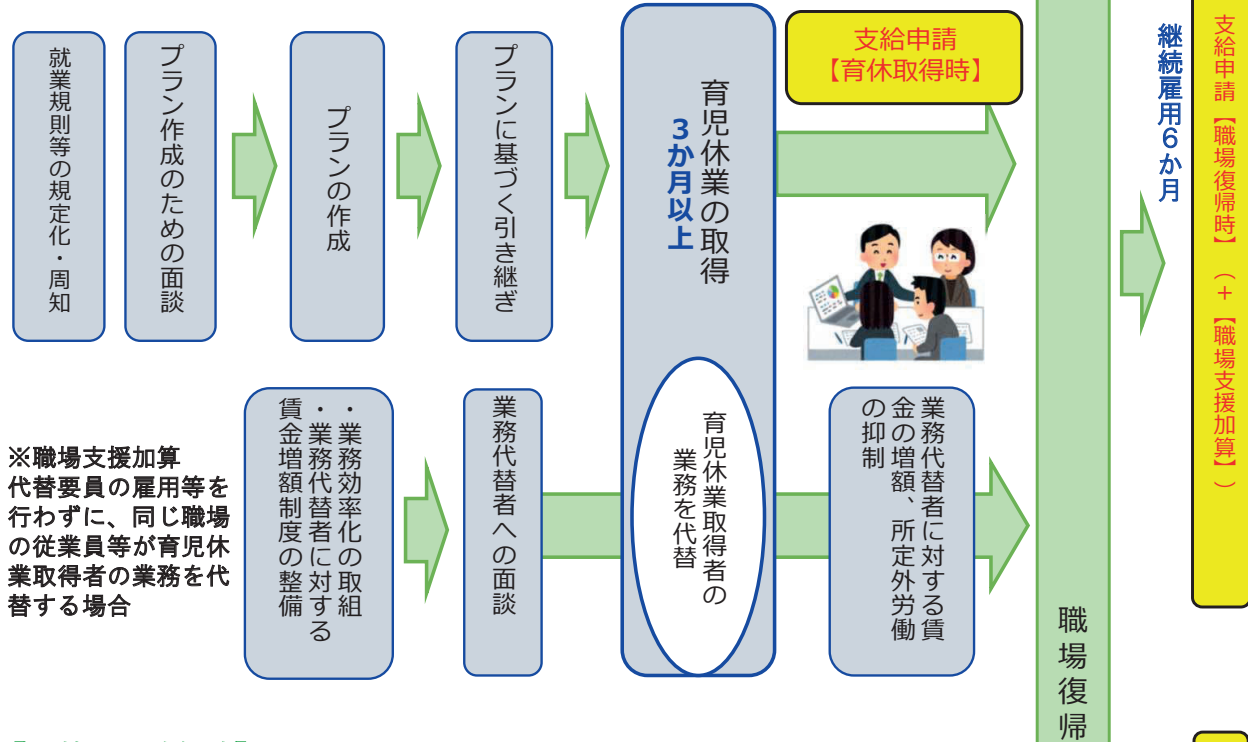 就業規則等の規定化・周知
プラン作成のための面談
プランの作成
プランに基づく引き継ぎ
育児休業の取得
３か月以上
支給申請
【育休取得時】
継続雇用６か月
支給申請【職場復帰時】（＋【職場支援加算】）
※職場支援加算
代替要員の雇用等を
行わずに、同じ職場
の従業員等が育児休
業取得者の業務を代
替する場合
・業務効率化の取組
・業務代替者に対する
賃金増額制度の整備
業務代替者への面談
育児休業取得者の
業務を代替
業務代替者に対する賃
金の増額、所定外労働
の抑制
職場復帰